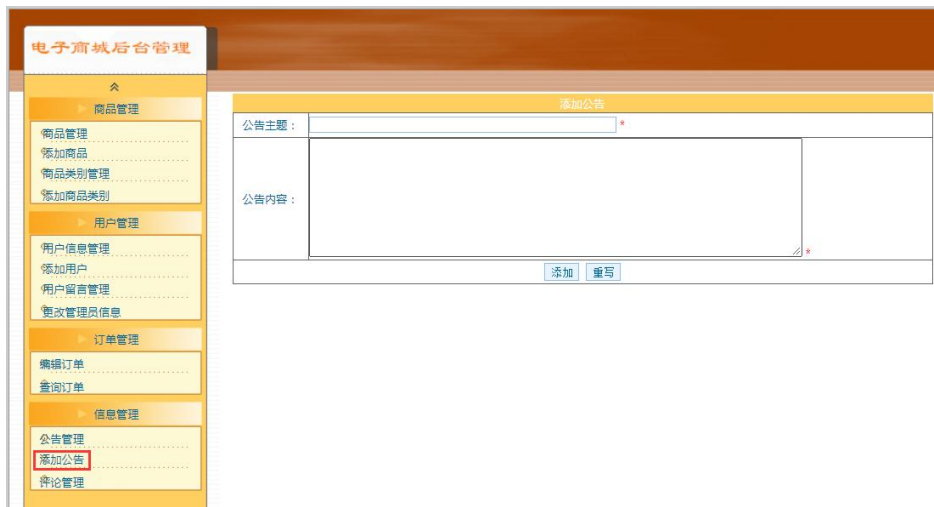 电子商城后台管理
商品管理
商品管理
添加商品
商品类别管理
添加商品类别
用户管理
用户信息管理
添加用户
用户留言管理
更改管理员信息
订单管理
编辑订单
查询订单
信息管理
公告管理
添加公告
评论管理
添加公告
公告主题：
*
公告内容：
*
添加 重写